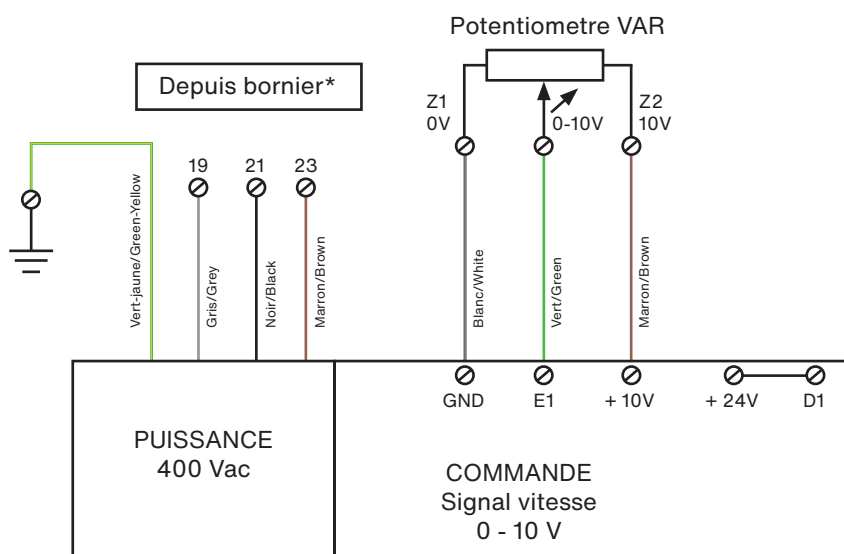 Potentiometre VAR
Depuis bornier*
Z1
0V
0-10V
Z2
10V
19
21
23
Vert-jaune/Green-Yellow
Gris/Grey
Noir/Black
Marron/Brown
Blanc/White
Vert/Green
Marron/Brown
GND
E1
+ 10V
+ 24V
D1
PUISSANCE
400 Vac
COMMANDE
Signal vitesse
0 - 10 V